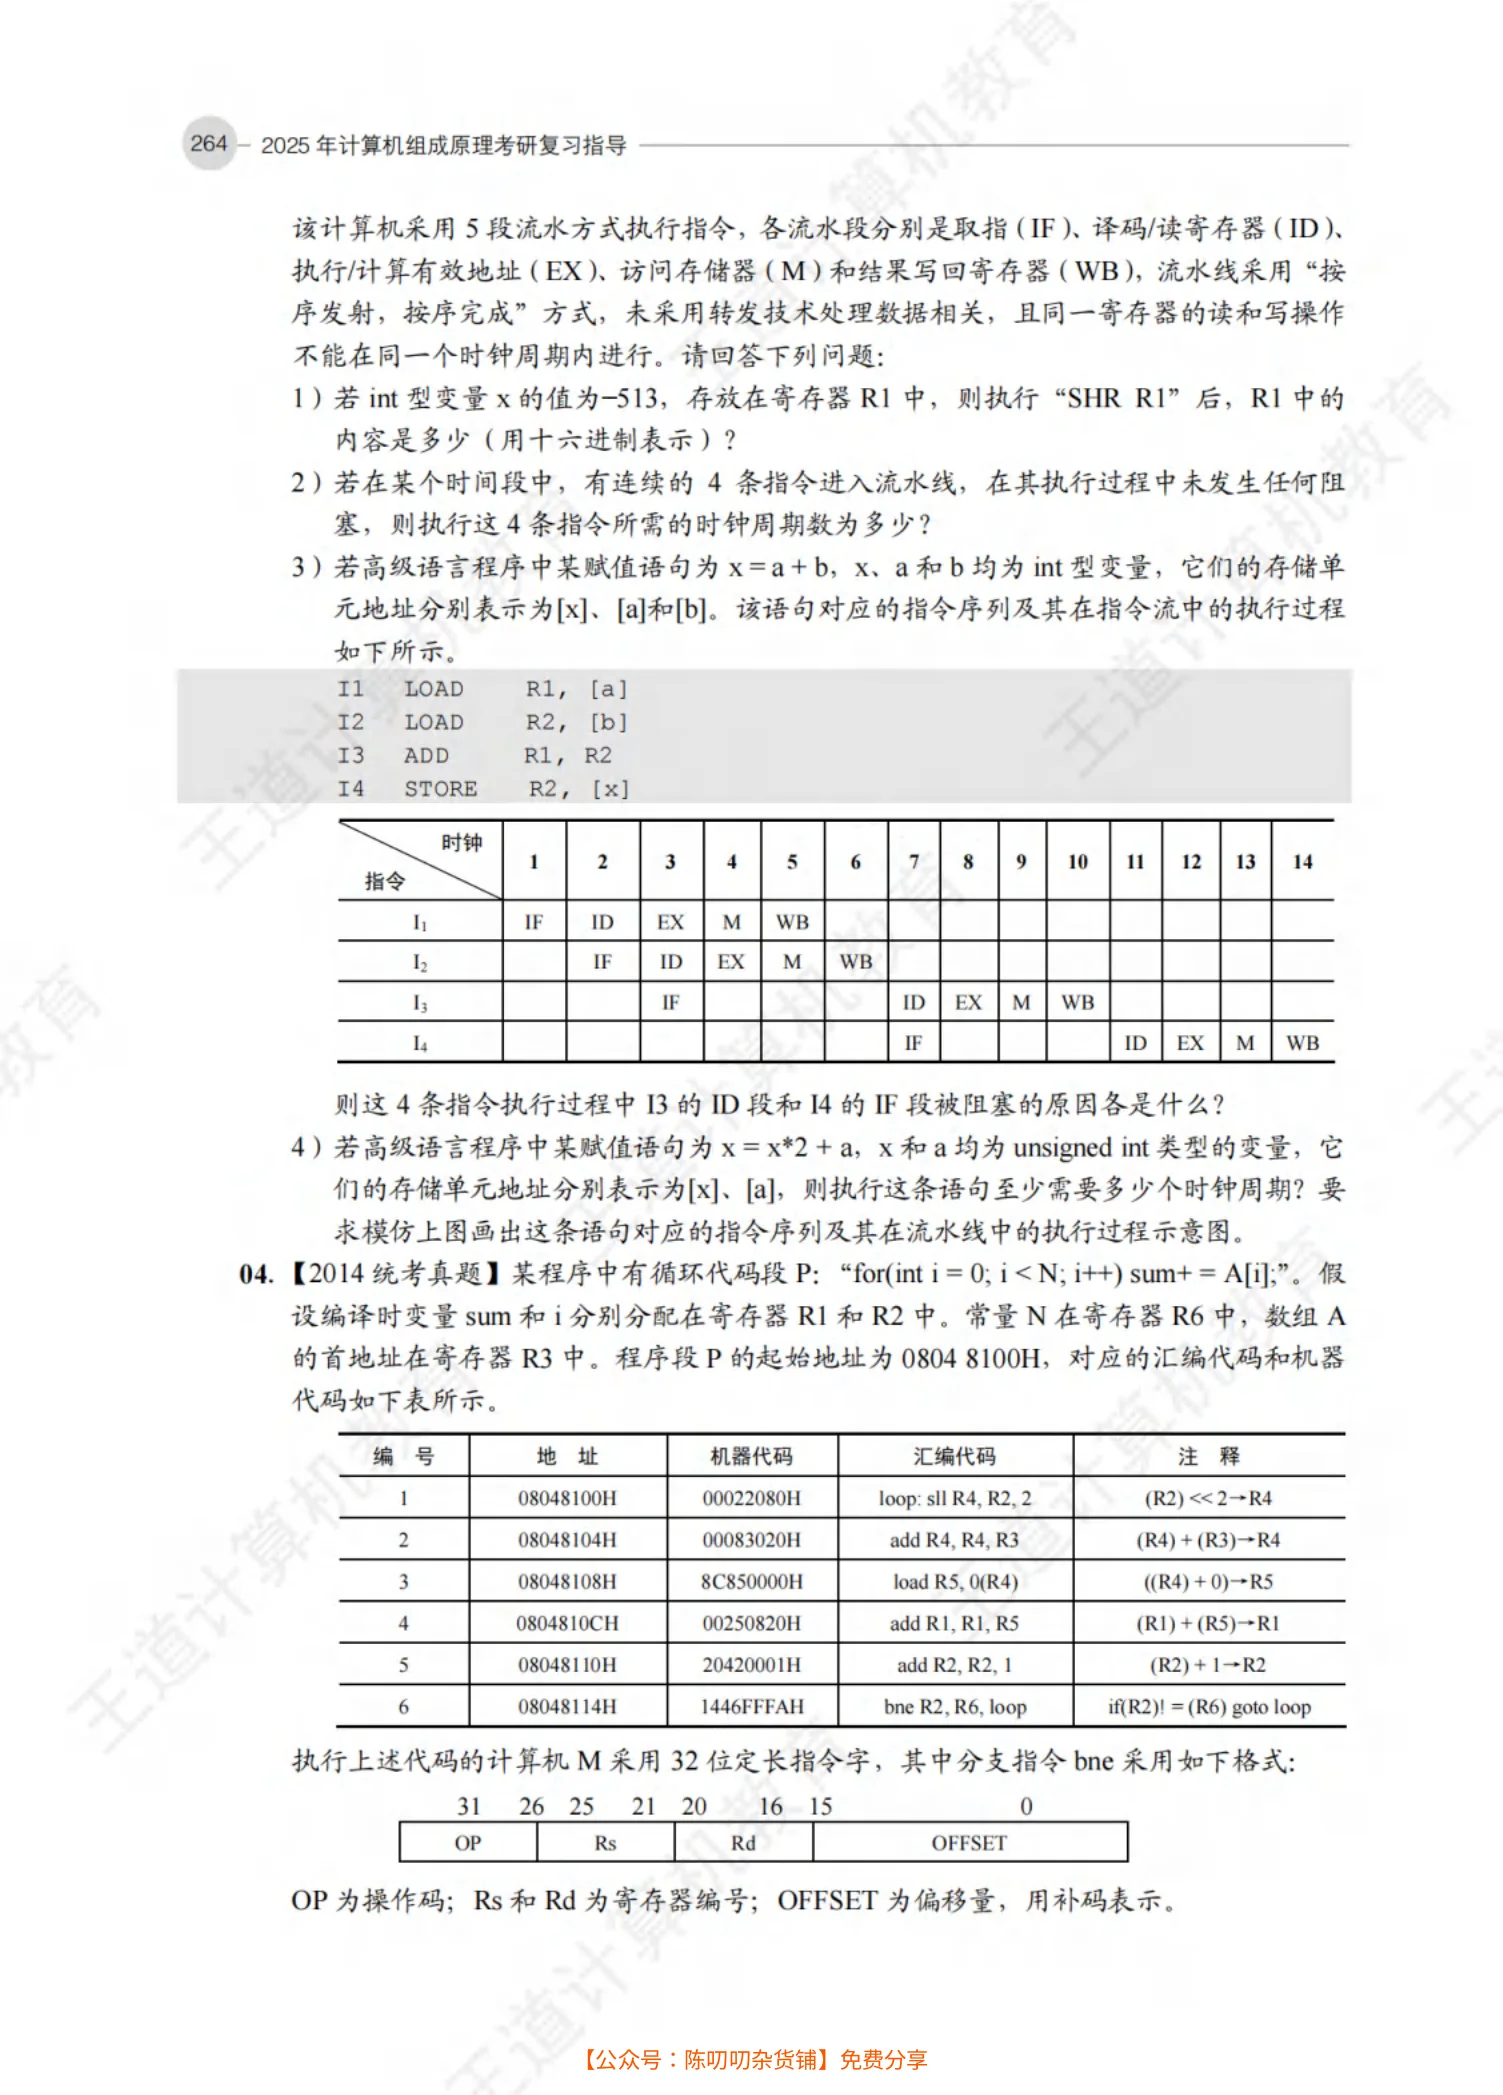 264 2025 年计算机组成原理考研复习指导
该计算机采用 5 段流水方式执行指令，各流水段分别是取指（IF）、译码/读寄存器（ID）、
执行/计算有效地址（EX）、访问存储器（M）和结果写回寄存器（WB），流水线采用“按
序发射，按序完成”方式，未采用转发技术处理数据相关，且同一寄存器的读和写操作
不能在同一个时钟周期内进行。请回答下列问题：
1）若 int 型变量 x 的值为−513，存放在寄存器 R1 中，则执行“SHR R1”后，R1 中的
内容是多少（用十六进制表示）？
2）若在某个时间段中，有连续的 4 条指令进入流水线，在其执行过程中未发生任何阻
塞，则执行这 4 条指令所需的时钟周期数为多少？
3）若高级语言程序中某赋值语句为 x = a + b，x、a 和 b 均为 int 型变量，它们的存储单
元地址分别表示为[x]、[a]和[b]。该语句对应的指令序列及其在指令流中的执行过程
如下所示。
I1 LOAD R1, [a]
I2 LOAD R2, [b]
I3 ADD R1, R2
I4 STORE R2, [x]
时钟
指令 1 2 3 4 5 6 7 8 9 10 11 12 13 14
I₁ IF ID EX M WB
I₂ IF ID EX M WB
I₃ IF ID EX M WB
I₄ IF ID EX M WB
则这 4 条指令执行过程中 I3 的 ID 段和 I4 的 IF 段被阻塞的原因各是什么？
4）若高级语言程序中某赋值语句为 x = x*2 + a，x 和 a 均为 unsigned int 类型的变量，它
们的存储单元地址分别表示为[x]、[a]，则执行这条语句至少需要多少个时钟周期？要
求模仿上图画出这条语句对应的指令序列及其在流水线中的执行过程示意图。
04.【2014 统考真题】某程序中有循环代码段 P：“for(int i = 0; i < N; i++) sum+ = A[i];”。假
设编译时变量 sum 和 i 分别分配在寄存器 R1 和 R2 中。常量 N 在寄存器 R6 中，数组 A
的首地址在寄存器 R3 中。程序段 P 的起始地址为 0804 8100H，对应的汇编代码和机器
代码如下表所示。
编 号 地 址 机器代码 汇编代码 注 释
1 08048100H 00022080H loop: sll R4, R2, 2 (R2) << 2→R4
2 08048104H 00083020H add R4, R4, R3 (R4) + (R3)→R4
3 08048108H 8C850000H load R5, 0(R4) ((R4) + 0)→R5
4 0804810CH 00250820H add R1, R1, R5 (R1) + (R5)→R1
5 08048110H 20420001H add R2, R2, 1 (R2) + 1→R2
6 08048114H 1446FFFAH bne R2, R6, loop if(R2)! = (R6) goto loop
执行上述代码的计算机 M 采用 32 位定长指令字，其中分支指令 bne 采用如下格式：
31 26 25 21 20 16 15 0
OP Rs Rd OFFSET
OP 为操作码；Rs 和 Rd 为寄存器编号；OFFSET 为偏移量，用补码表示。
【公众号：陈叨叨杂货铺】免费分享